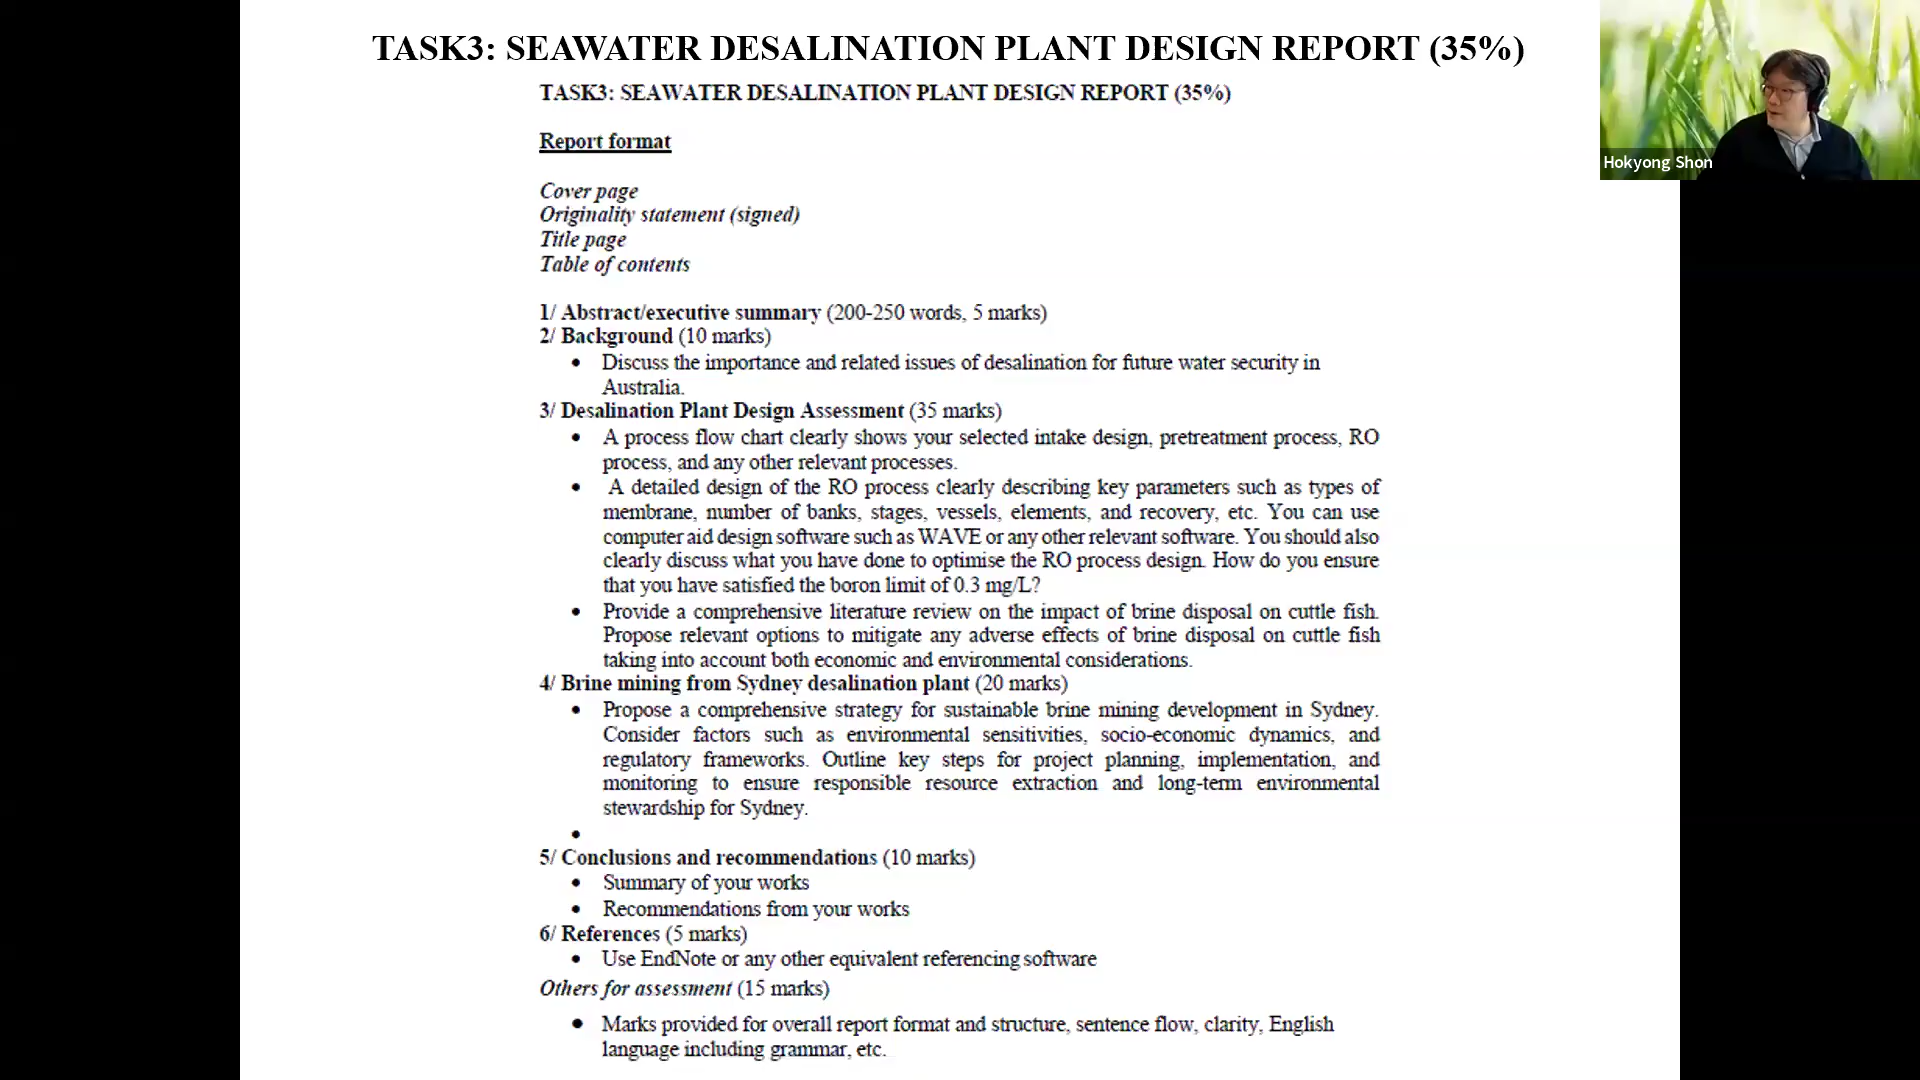 TASK3: SEAWATER DESALINATION PLANT DESIGN REPORT (35%)
TASK3: SEAWATER DESALINATION PLANT DESIGN REPORT (35%)
Hokyong Shon
Report format
Cover page
Originality statement (signed)
Title page
Table of contents
1/ Abstract/executive summary (200-250 words, 5 marks)
2/ Background (10 marks)
• Discuss the importance and related issues of desalination for future water security in
Australia.
3/ Desalination Plant Design Assessment (35 marks)
• A process flow chart clearly shows your selected intake design, pretreatment process, RO
process, and any other relevant processes.
• A detailed design of the RO process clearly describing key parameters such as types of
membrane, number of banks, stages, vessels, elements, and recovery, etc. You can use
computer aid design software such as WAVE or any other relevant software. You should also
clearly discuss what you have done to optimise the RO process design. How do you ensure
that you have satisfied the boron limit of 0.3 mg/L?
• Provide a comprehensive literature review on the impact of brine disposal on cuttle fish.
Propose relevant options to mitigate any adverse effects of brine disposal on cuttle fish
taking into account both economic and environmental considerations.
4/ Brine mining from Sydney desalination plant (20 marks)
• Propose a comprehensive strategy for sustainable brine mining development in Sydney.
Consider factors such as environmental sensitivities, socio-economic dynamics, and
regulatory frameworks. Outline key steps for project planning, implementation, and
monitoring to ensure responsible resource extraction and long-term environmental
stewardship for Sydney.
•
5/ Conclusions and recommendations (10 marks)
• Summary of your works
• Recommendations from your works
6/ References (5 marks)
• Use EndNote or any other equivalent referencing software
Others for assessment (15 marks)
• Marks provided for overall report format and structure, sentence flow, clarity, English
language including grammar, etc.